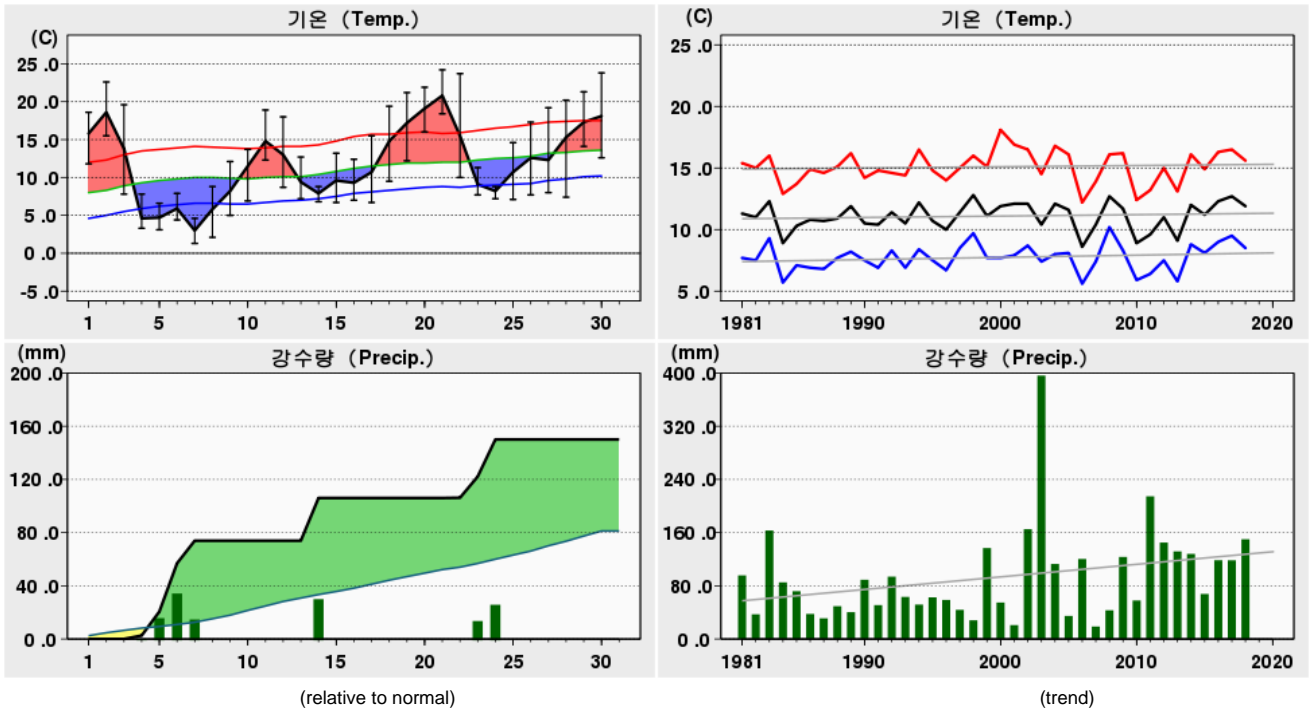 기온 (Temp.)
(C)
25 .0
20 .0
15 .0
10 .0
5 .0
0 .0
-5 .0
1 5 10 15 20 25 30
기온 (Temp.)
(C)
25 .0
20 .0
15 .0
10 .0
5 .0
1981 1990 2000 2010 2020
강수량 (Precip.)
(mm)
200 .0
160 .0
120 .0
80 .0
40 .0
0 .0
1 5 10 15 20 25 30
(relative to normal)
강수량 (Precip.)
(mm)
400 .0
320 .0
240 .0
160 .0
80 .0
0 .0
1981 1990 2000 2010 2020
(trend)